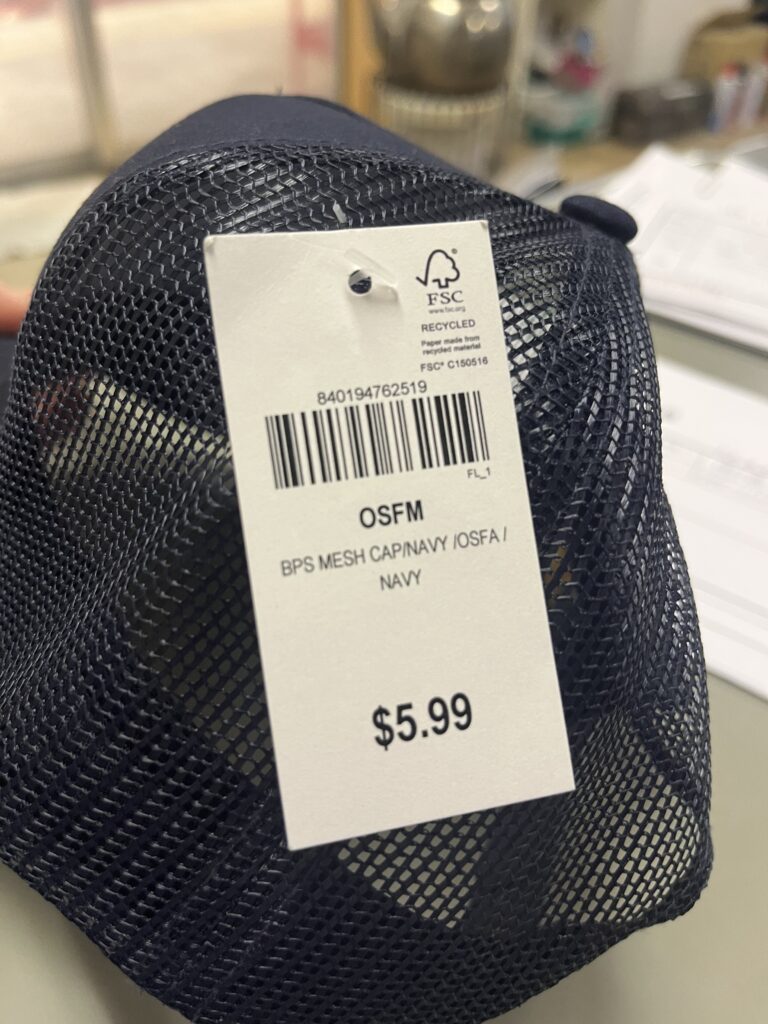 FSC®
www.fsc.org
RECYCLED
Paper made from
recycled material
FSC® C150516
840194762519
FL_1
OSFM
BPS MESH CAP/NAVY /OSFA /
NAVY
$5.99